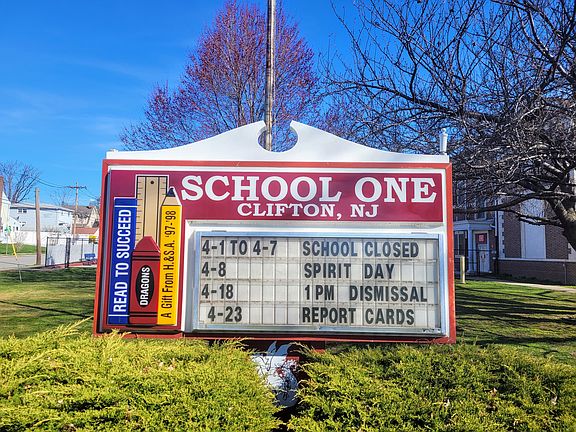 SCHOOL ONE
CLIFTON, NJ
READ TO SUCCEED
DRAGONS
A Gift From H.&S.A. '97-98
4-1 TO 4-7 SCHOOL CLOSED
4-8 SPIRIT DAY
4-18 1PM DISMISSAL
4-23 REPORT CARDS